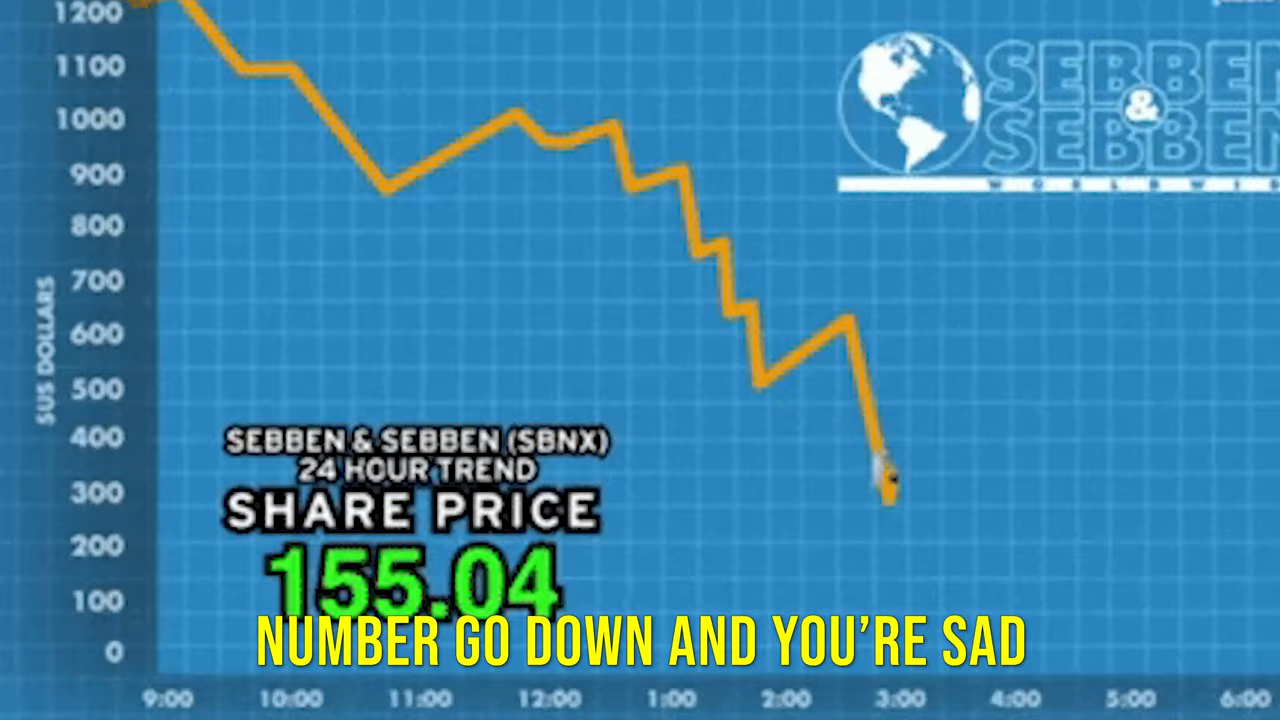 1200
1100
1000
900
800
700
600
500
400
300
200
100
0
$US DOLLARS
SEBBEN
&
SEBBEN
SEBBEN & SEBBEN (SBNX)
24 HOUR TREND
SHARE PRICE
155.04
NUMBER GO DOWN AND YOU’RE SAD
9:00 10:00 11:00 12:00 1:00 2:00 3:00 4:00 5:00 6:00